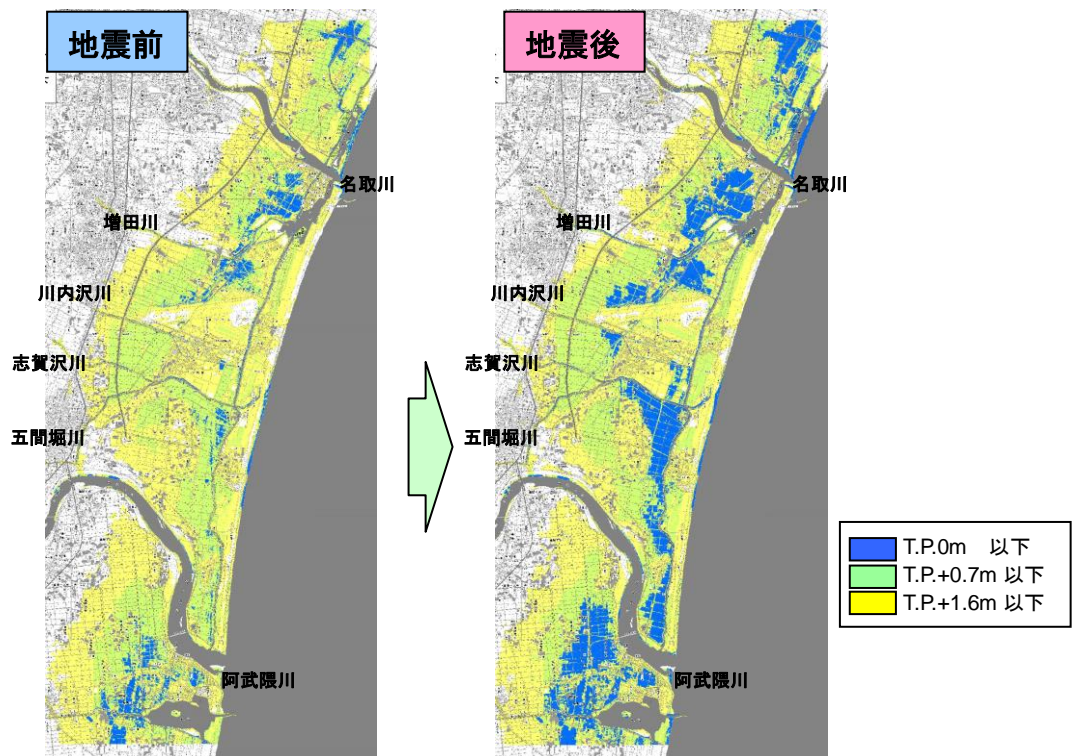 地震前
名取川
増田川
川内沢川
志賀沢川
五間堀川
阿武隈川
地震後
名取川
増田川
川内沢川
志賀沢川
五間堀川
阿武隈川
T.P.0m 以下
T.P.+0.7m 以下
T.P.+1.6m 以下